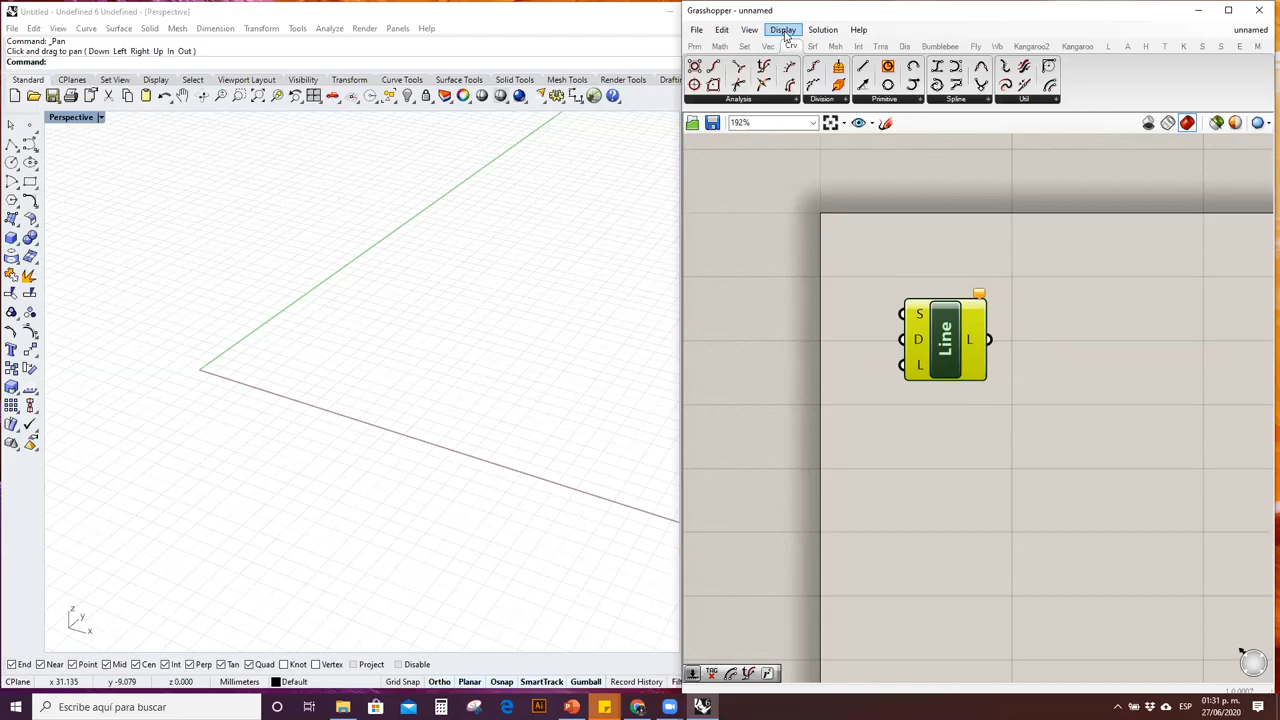 Untitled - Undefined 6 Undefined - [Perspective]
File Edit View Curve Surface Solid Mesh Dimension Transform Tools Analyze Render Panels Help
Command: _Pan
Click and drag to pan ( Down Left Right Up In Out )
Command:
Standard CPlanes Set View Display Select Viewport Layout Transform Curve Tools Surface Tools Solid Tools Mesh Tools Render Tools Drafti
Perspective
z
y
x
End Near Point Mid Cen Int Perp Tan Quad Knot Vertex Project Disable
CPlane x 31.135 y -9.079 z 0.000 Millimeters Default Grid Snap Ortho Planar Osnap SmartTrack Gumball Record History Filt
Grasshopper - unnamed
File Edit View Display Solution Help unnamed
Prm Math Set Vec Crv Srf Msh Int Trns Dis Bumblebee Fly Wb Kangaroo2 Kangaroo L A H K L S E M
Analysis + Division + Primitive + Spline + Util +
192%
S
D
L
Line
L
TAG
1.0.0007
Escribe aquí para buscar
ESP
01:31 p. m.
27/06/2020